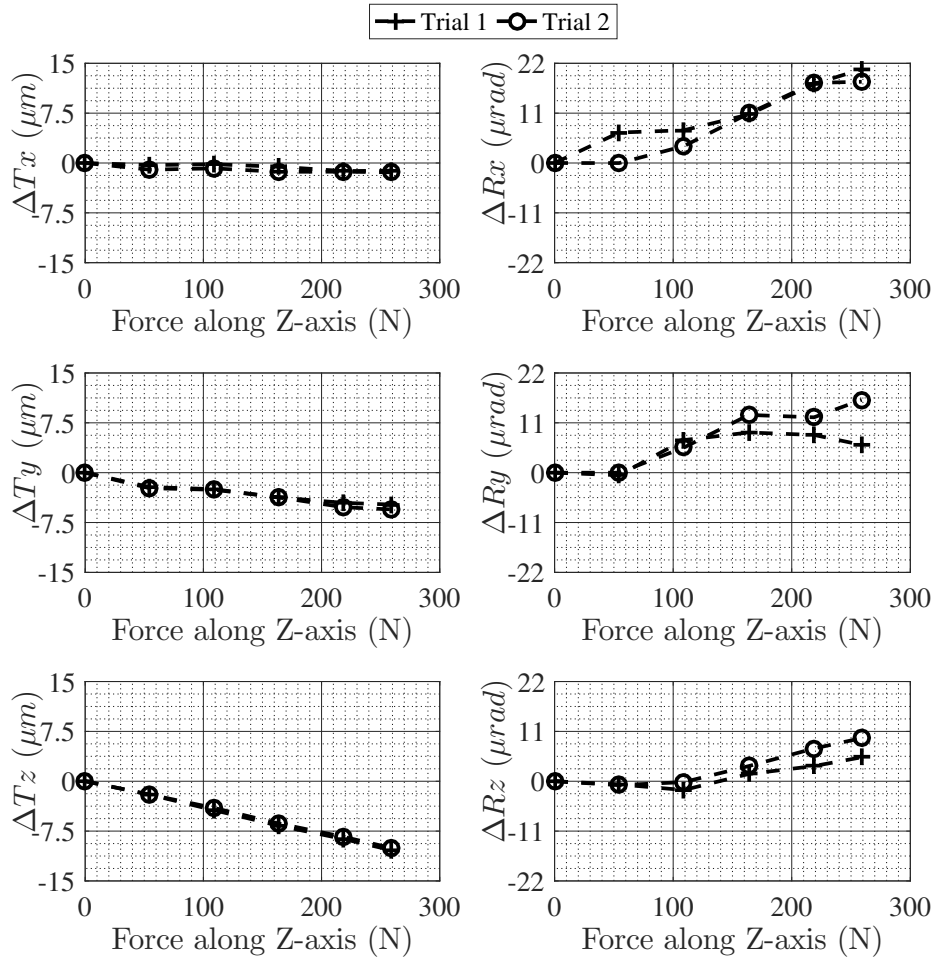 Trial 1 Trial 2
15
7.5
0
-7.5
-15
ΔTx (μm)
0 100 200 300
Force along Z-axis (N)
22
11
0
-11
-22
ΔRx (μrad)
0 100 200 300
Force along Z-axis (N)
15
7.5
0
-7.5
-15
ΔTy (μm)
0 100 200 300
Force along Z-axis (N)
22
11
0
-11
-22
ΔRy (μrad)
0 100 200 300
Force along Z-axis (N)
15
7.5
0
-7.5
-15
ΔTz (μm)
0 100 200 300
Force along Z-axis (N)
22
11
0
-11
-22
ΔRz (μrad)
0 100 200 300
Force along Z-axis (N)